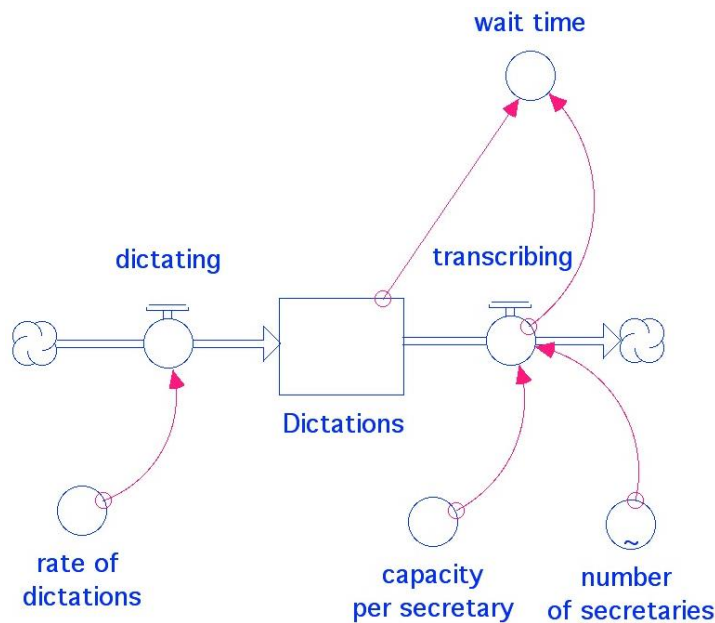 wait time
dictating
transcribing
Dictations
rate of
dictations
capacity
per secretary
~
number
of secretaries